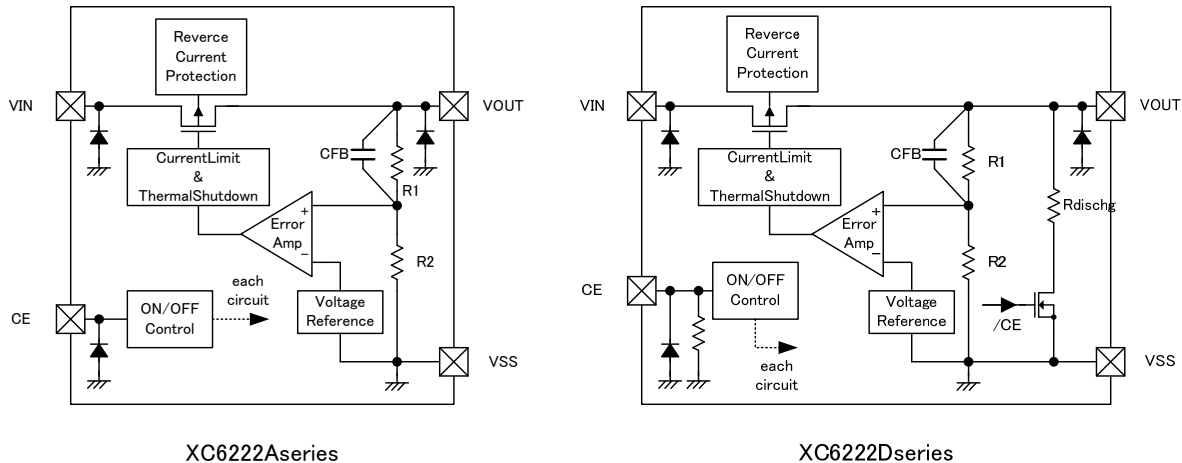 Reverce
Current
Protection
VIN
VOUT
CurrentLimit
&
ThermalShutdown
CFB
R1
+
Error
Amp
−
R2
each
circuit
CE
ON/OFF
Control
Voltage
Reference
VSS
XC6222Aseries
Reverce
Current
Protection
VIN
VOUT
CurrentLimit
&
ThermalShutdown
CFB
R1
Rdischg
+
Error
Amp
−
R2
CE
ON/OFF
Control
Voltage
Reference
/CE
each
circuit
VSS
XC6222Dseries